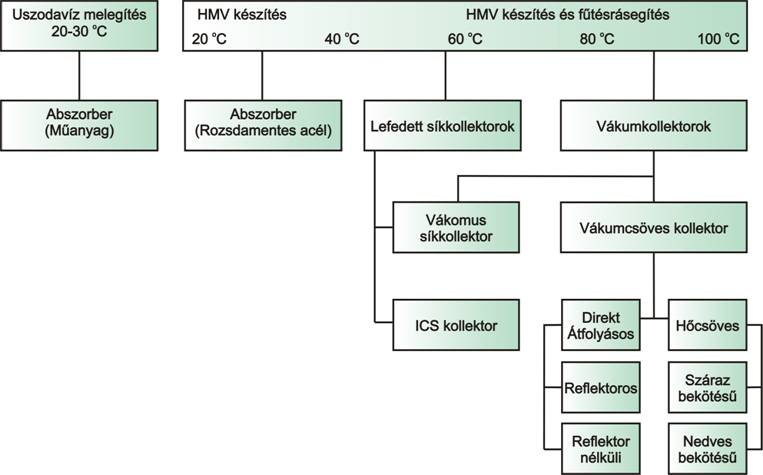 Uszodavíz melegítés
20-30 °C
HMV készítés
HMV készítés és fűtésrásegítés
20 °C
40 °C
60 °C
80 °C
100 °C
Abszorber
(Műanyag)
Abszorber
(Rozsdamentes acél)
Lefedett síkkollektorok
Vákumkollektorok
Vákomus
síkkollektor
Vákumcsöves kollektor
ICS kollektor
Direkt
Átfolyásos
Hőcsöves
Reflektoros
Száraz
bekötésű
Reflektor
nélküli
Nedves
bekötésű